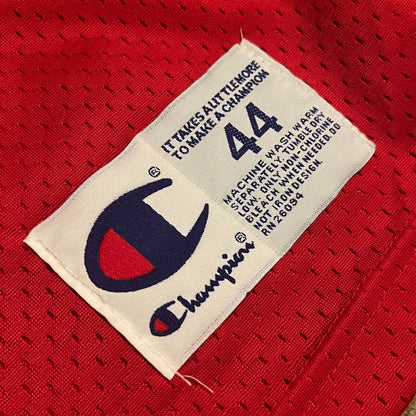 IT TAKES A LITTLE MORE
TO MAKE A CHAMPION
®
44
MACHINE WASH WARM
SEPARATELY-TUMBLE DRY
LOW. ONLY NON-CHLORINE
BLEACH WHEN NEEDED. DO
NOT IRON DESIGN.
RN 26094
®
Champion